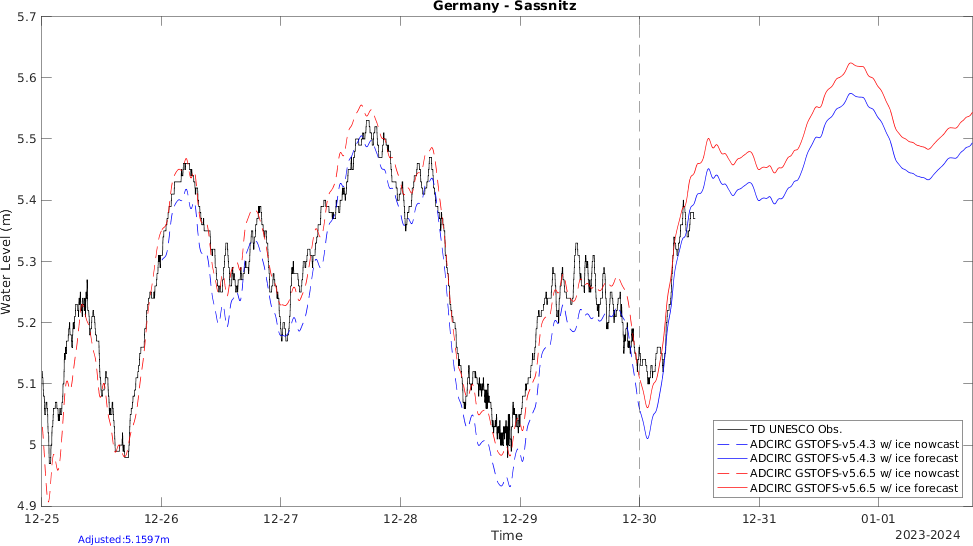 Germany - Sassnitz
5.7
5.6
5.5
5.4
5.3
5.2
5.1
5
4.9
Water Level (m)
TD UNESCO Obs.
ADCIRC GSTOFS-v5.4.3 w/ ice nowcast
ADCIRC GSTOFS-v5.4.3 w/ ice forecast
ADCIRC GSTOFS-v5.6.5 w/ ice nowcast
ADCIRC GSTOFS-v5.6.5 w/ ice forecast
12-25 12-26 12-27 12-28 12-29 12-30 12-31 01-01
Time
2023-2024
Adjusted:5.1597m